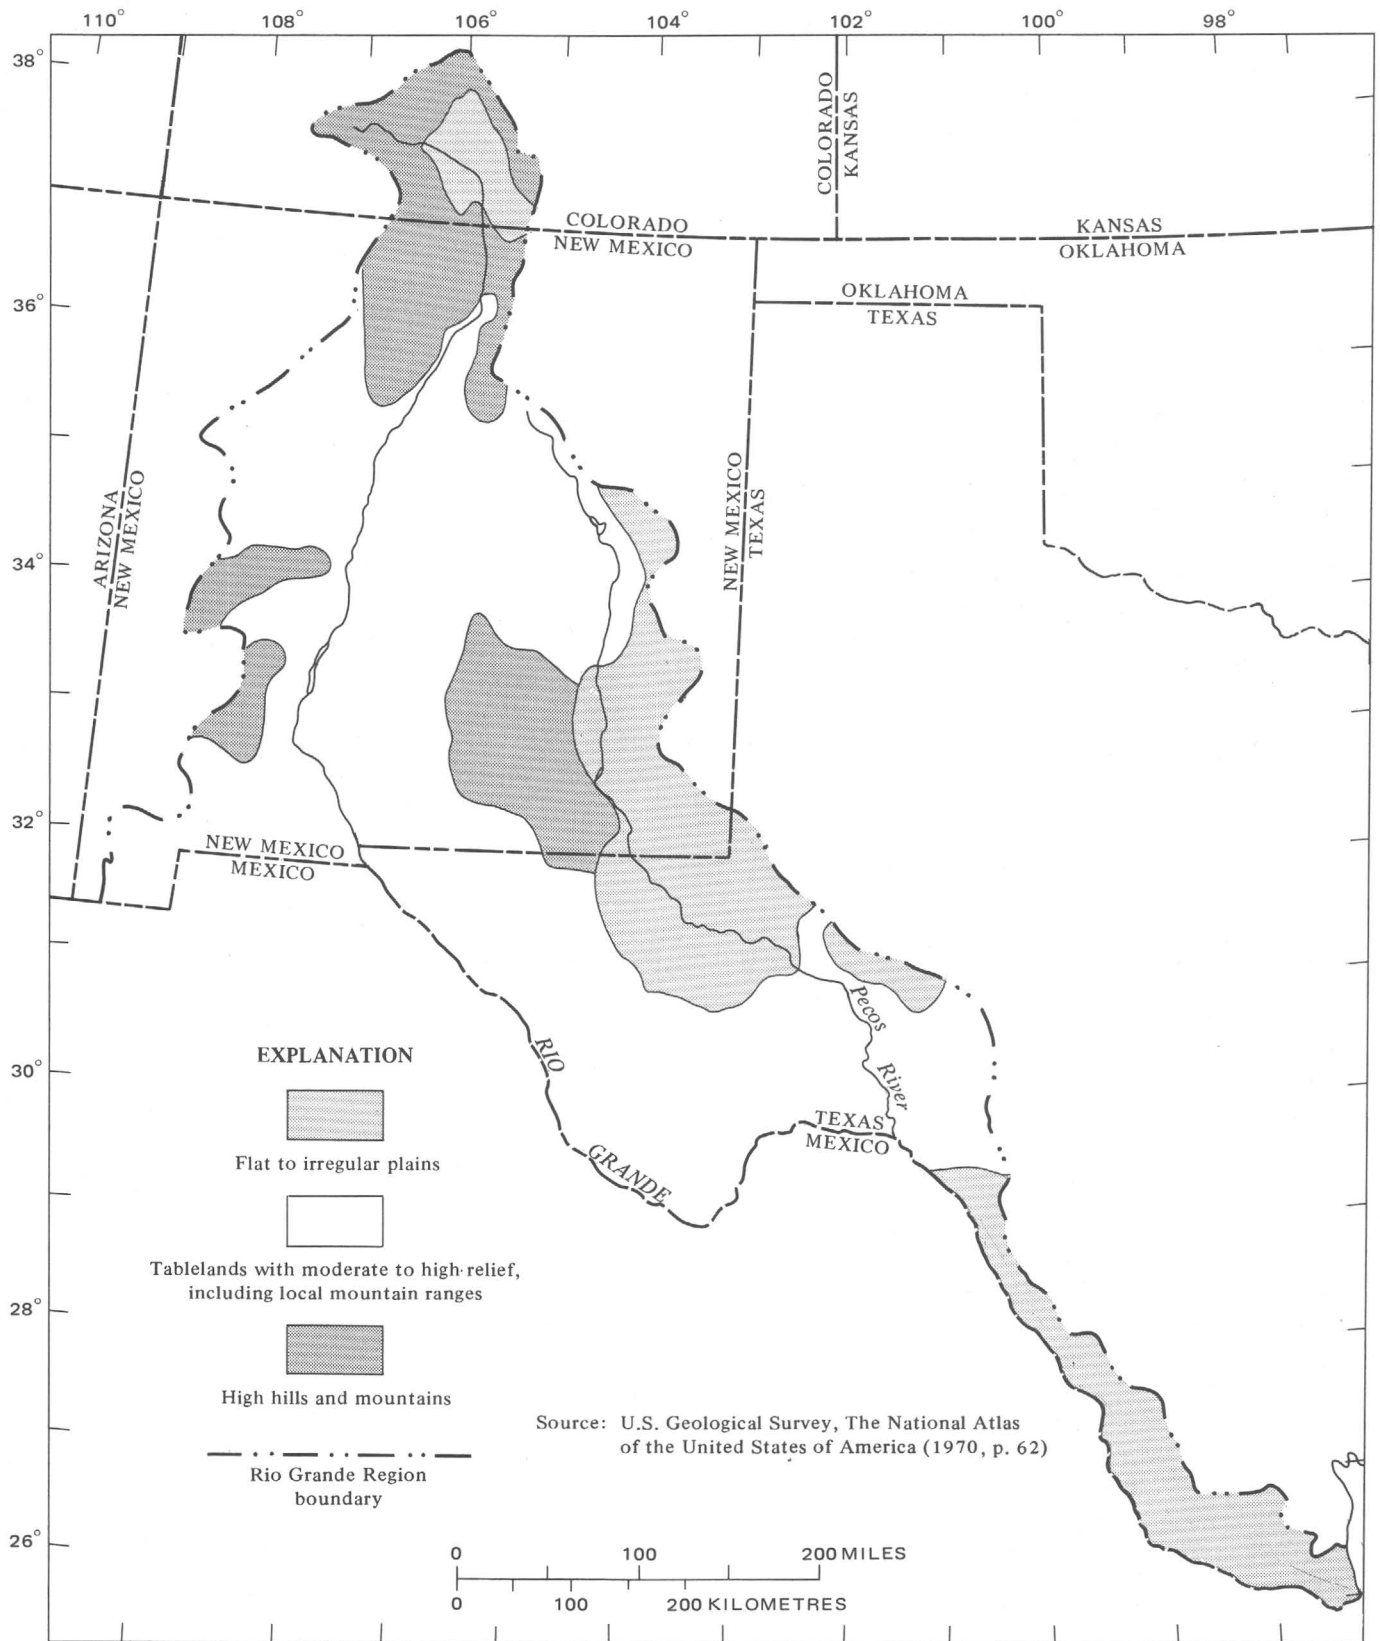 110° 108° 106° 104° 102° 100° 98°
38°
COLORADO
KANSAS
COLORADO
NEW MEXICO
KANSAS
OKLAHOMA
36°
OKLAHOMA
TEXAS
ARIZONA
NEW MEXICO
NEW MEXICO
TEXAS
34°
32°
NEW MEXICO
MEXICO
Pecos
River
RIO
GRANDE
TEXAS
MEXICO
30°
EXPLANATION
Flat to irregular plains
Tablelands with moderate to high relief,
including local mountain ranges
28°
High hills and mountains
Rio Grande Region
boundary
Source: U.S. Geological Survey, The National Atlas
of the United States of America (1970, p. 62)
26°
0 100 200 MILES
0 100 200 KILOMETRES